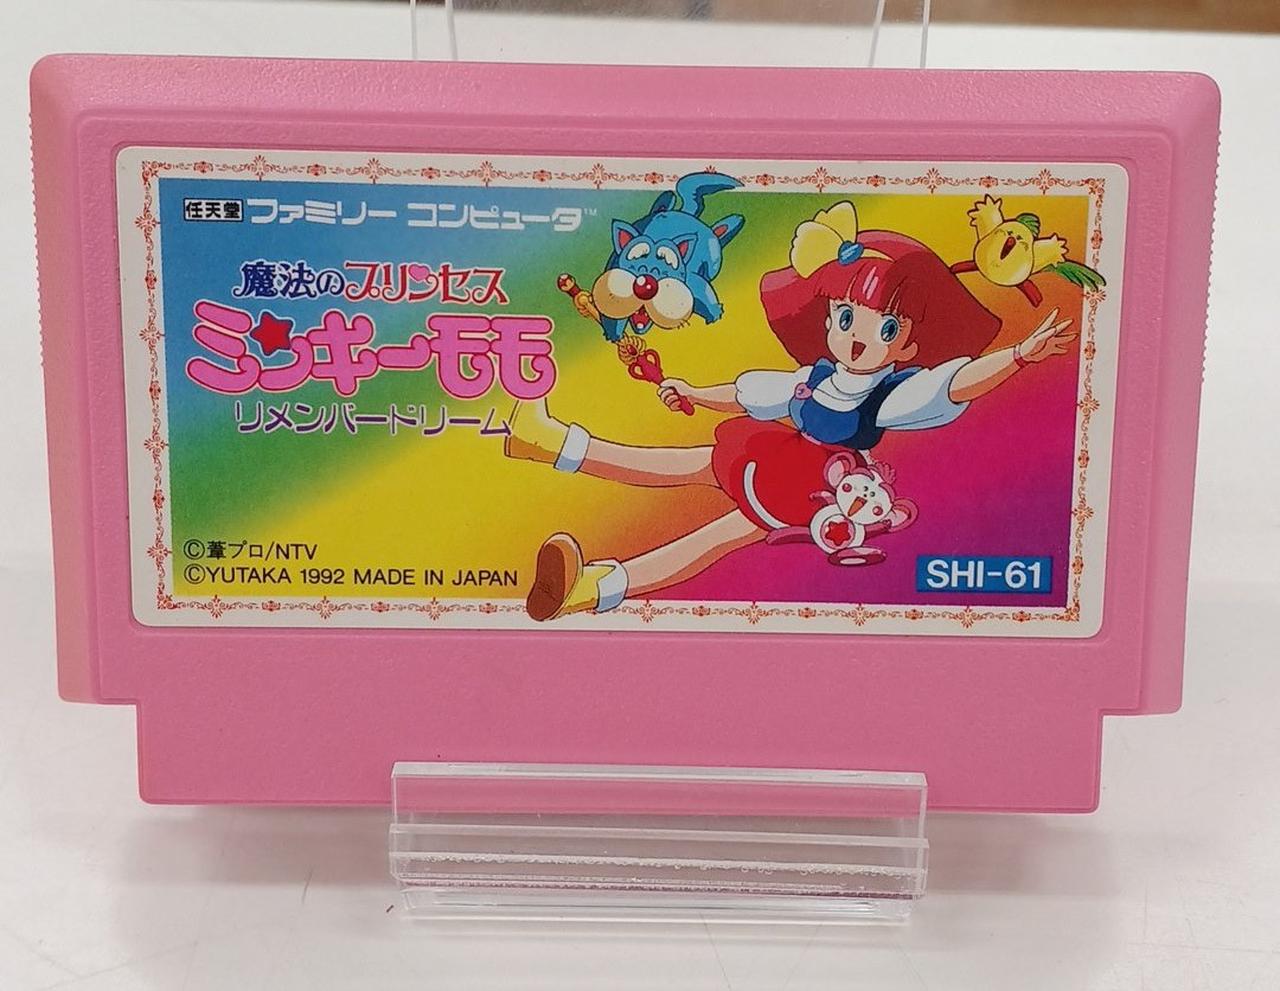 任天堂 ファミリー コンピュータ™
魔法のプリンセス
ミンキーモモ
リメンバードリーム
©葦プロ/NTV
©YUTAKA 1992 MADE IN JAPAN
SHI-61